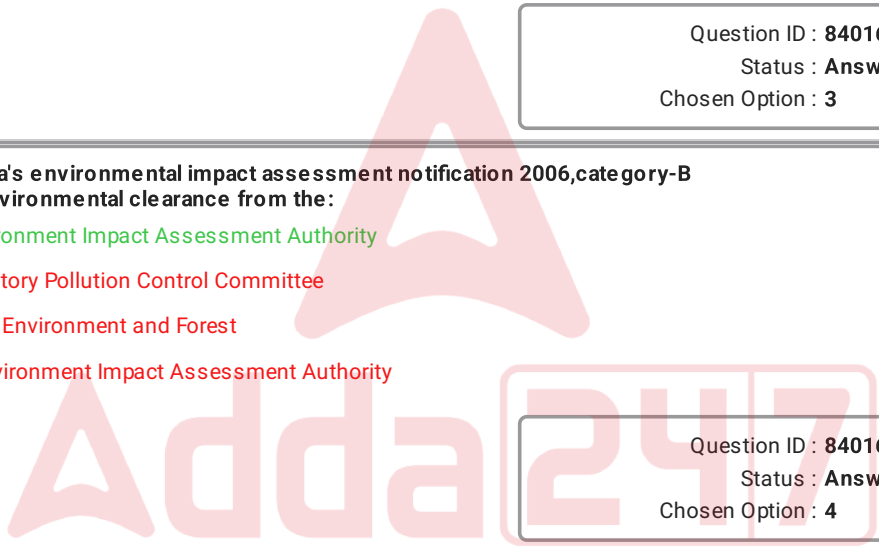 Question ID : 8401
Status : Answ
Chosen Option : 3
a's environmental impact assessment notification 2006,category-B
vironmental clearance from the:
onment Impact Assessment Authority
tory Pollution Control Committee
Environment and Forest
vironment Impact Assessment Authority
Adda247
Question ID : 8401
Status : Answ
Chosen Option : 4